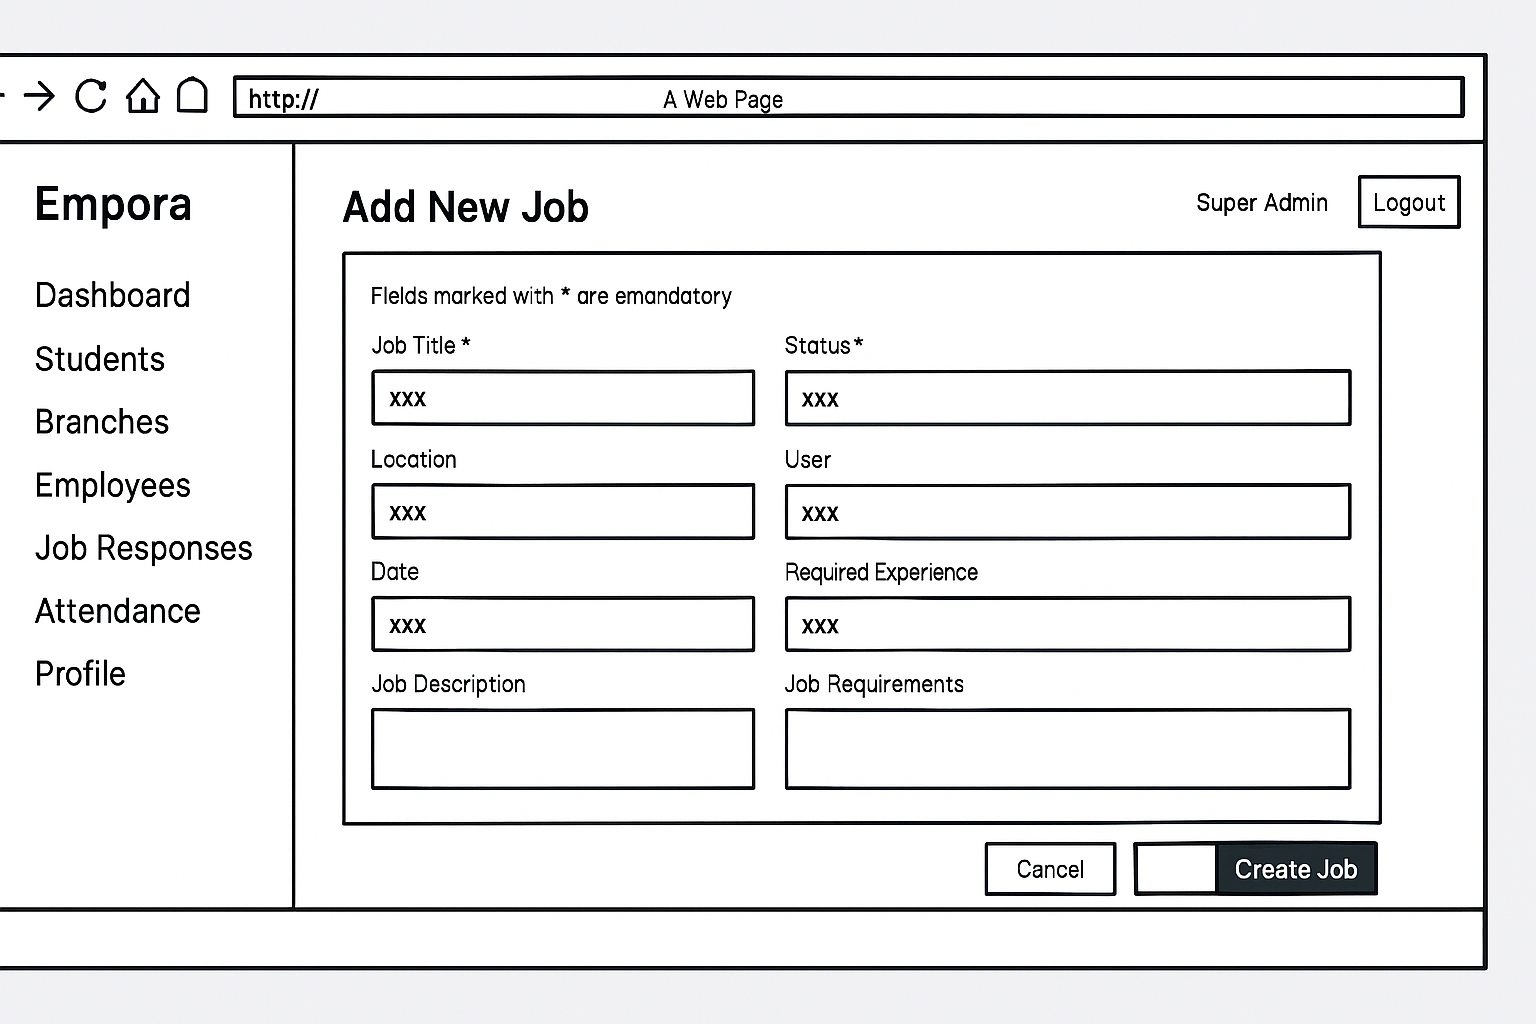 http://
A Web Page
Empora
Dashboard
Students
Branches
Employees
Job Responses
Attendance
Profile
Add New Job
Super Admin
Logout
FIelds marked with * are emandatory
Job Title *
Status*
xxx
xxx
Location
User
xxx
xxx
Date
Required Experience
xxx
xxx
Job Description
Job Requirements
Cancel
Create Job